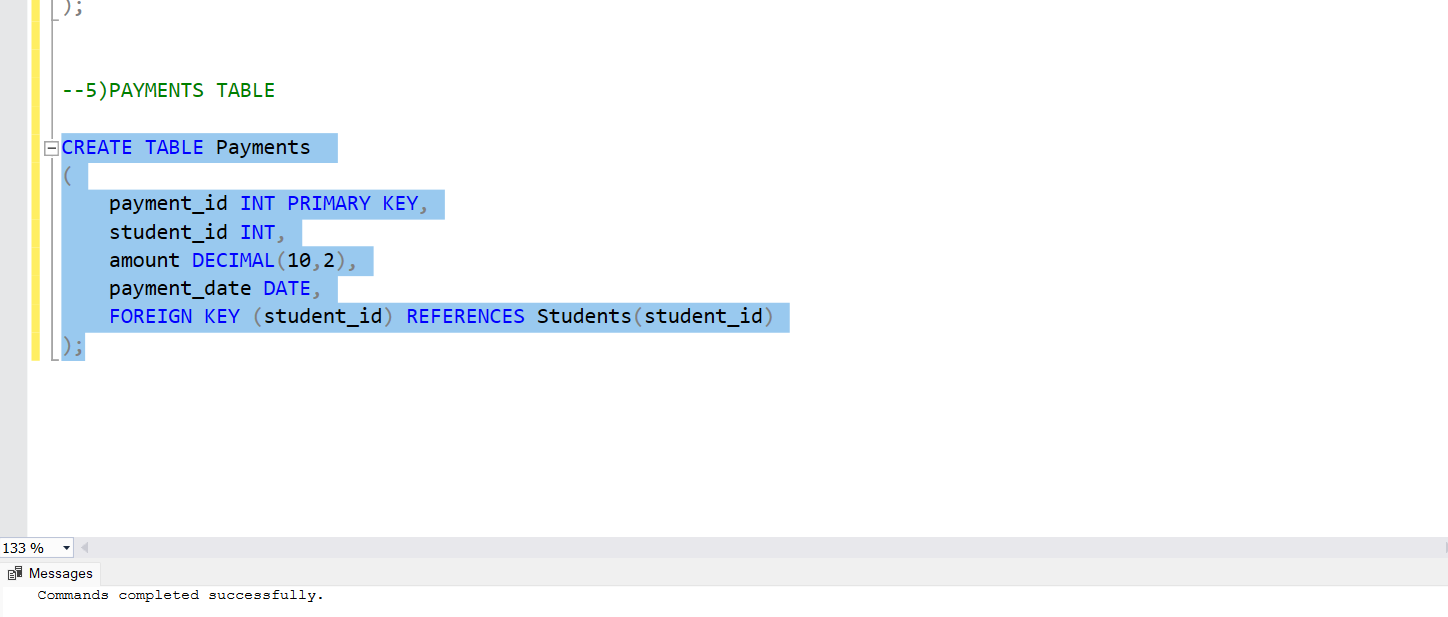 );
--5)PAYMENTS TABLE
CREATE TABLE Payments
(
payment_id INT PRIMARY KEY,
student_id INT,
amount DECIMAL(10,2),
payment_date DATE,
FOREIGN KEY (student_id) REFERENCES Students(student_id)
);
133 %
Messages
Commands completed successfully.